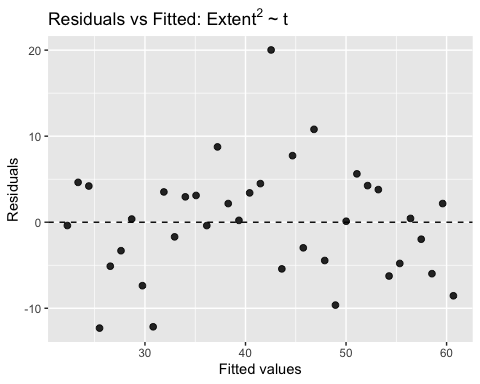 Residuals vs Fitted: Extent² ~ t
20
10
0
-10
Residuals
30 40 50 60
Fitted values